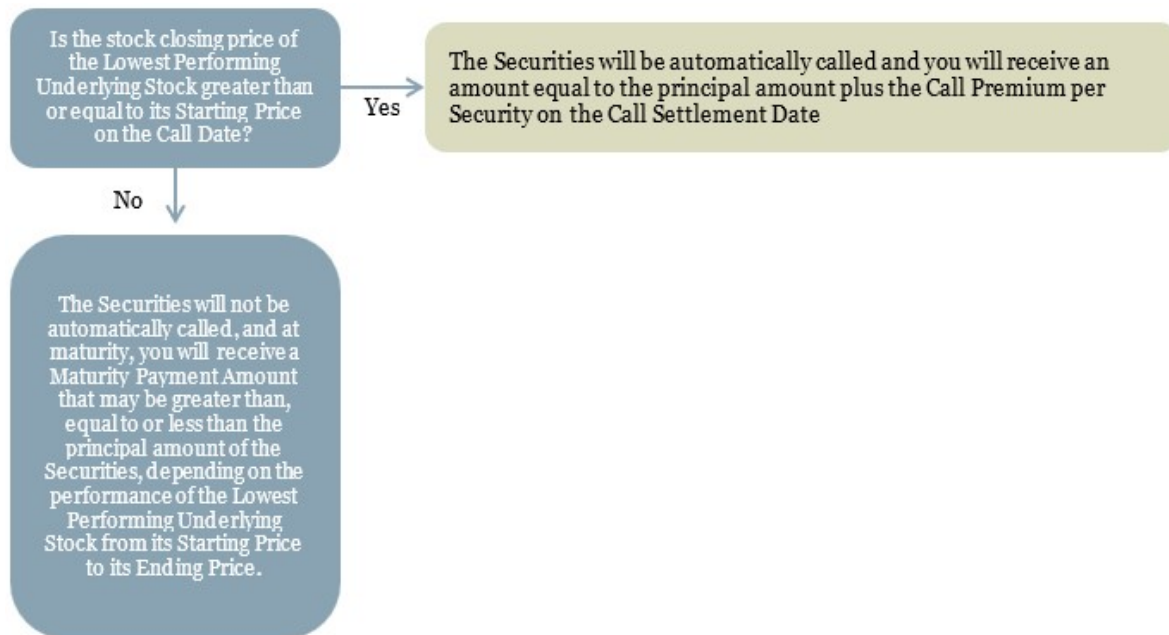 Is the stock closing price of
the Lowest Performing
Underlying Stock greater than
or equal to its Starting Price
on the Call Date?
Yes
The Securities will be automatically called and you will receive an
amount equal to the principal amount plus the Call Premium per
Security on the Call Settlement Date
No
The Securities will not be
automatically called, and at
maturity, you will receive a
Maturity Payment Amount
that may be greater than,
equal to or less than the
principal amount of the
Securities, depending on the
performance of the Lowest
Performing Underlying
Stock from its Starting Price
to its Ending Price.